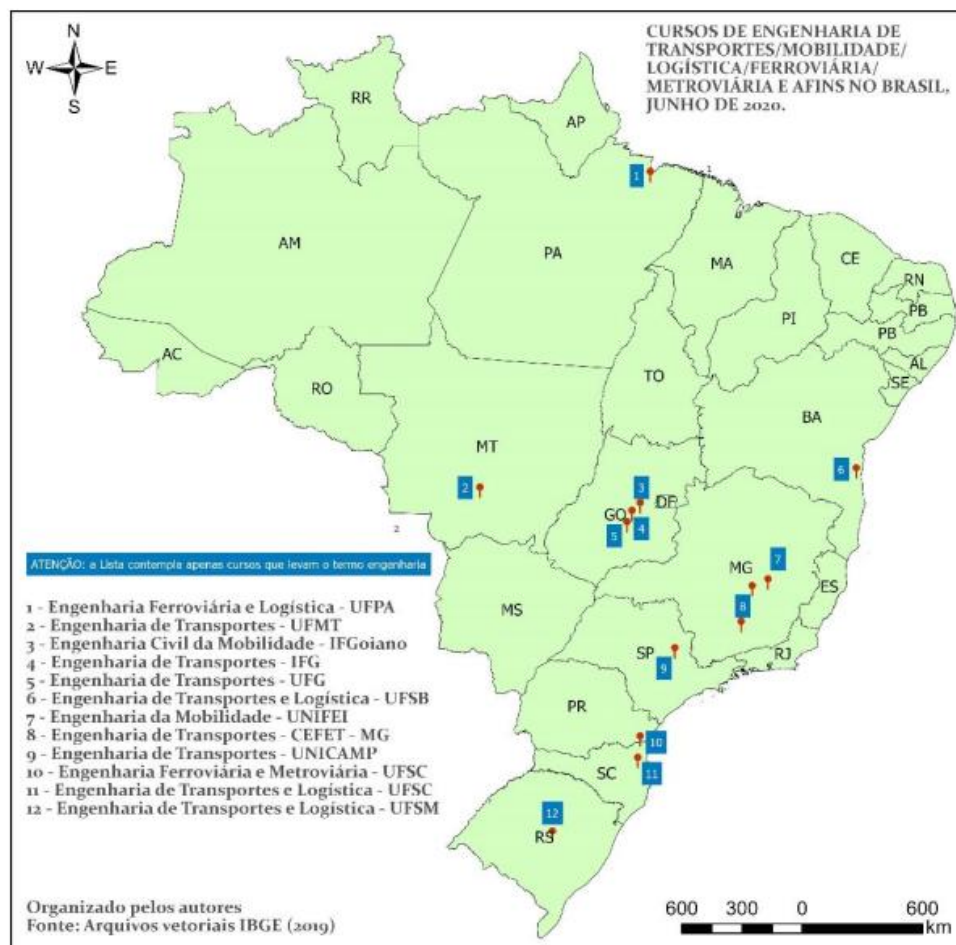 N
W E
S
CURSOS DE ENGENHARIA DE
TRANSPORTES/MOBILIDADE/
LOGÍSTICA/FERROVIÁRIA/
METROVIÁRIA E AFINS NO BRASIL,
JUNHO DE 2020.
RR
AP
1
1
AM
PA
MA
CE
RN
PB
PI
PB
AL
SE
AC
RO
TO
BA
MT
6
2
3
DF
GO
4
5
2
7
MG
8
ES
MS
SP
9
RJ
PR
10
SC
11
12
RS
ATENÇÃO: a Lista contempla apenas cursos que levam o termo engenharia
1 - Engenharia Ferroviária e Logística - UFPA
2 - Engenharia de Transportes - UFMT
3 - Engenharia Civil da Mobilidade - IFGoiano
4 - Engenharia de Transportes - IFG
5 - Engenharia de Transportes - UFG
6 - Engenharia de Transportes e Logística - UFSB
7 - Engenharia da Mobilidade - UNIFEI
8 - Engenharia de Transportes - CEFET - MG
9 - Engenharia de Transportes - UNICAMP
10 - Engenharia Ferroviária e Metroviária - UFSC
11 - Engenharia de Transportes e Logística - UFSC
12 - Engenharia de Transportes e Logística - UFSM
Organizado pelos autores
Fonte: Arquivos vetoriais IBGE (2019)
600 300 0 600
km